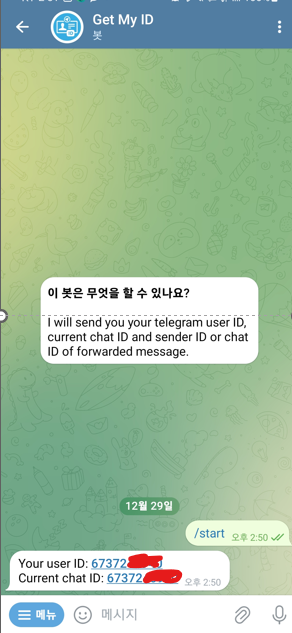 Get My ID
봇
이 봇은 무엇을 할 수 있나요?
I will send you your telegram user ID,
current chat ID and sender ID or chat
ID of forwarded message.
12월 29일
/start 오후 2:50
Your user ID: 67372
Current chat ID: 67372 오후 2:50
메뉴
메시지